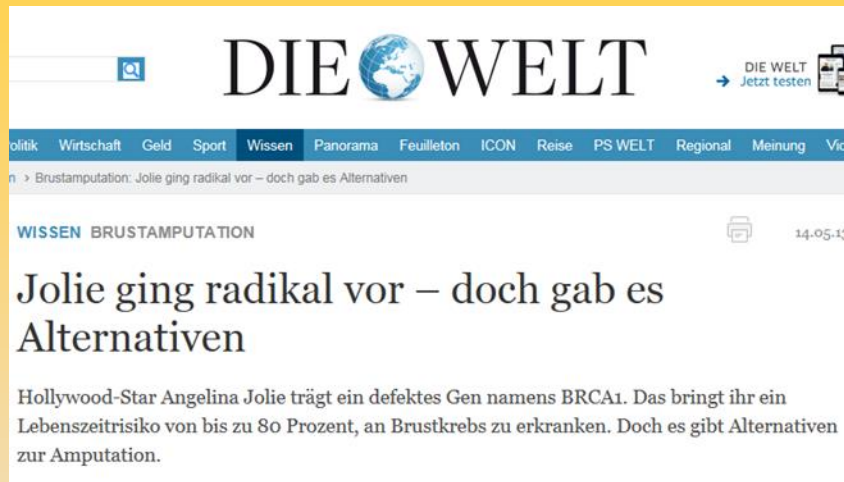 DIE WELT
DIE WELT
Jetzt testen
Wirtschaft Geld Sport Wissen Panorama Feuilleton ICON Reise PS WELT Regional Meinung
> Brustamputation: Jolie ging radikal vor – doch gab es Alternativen
WISSEN BRUSTAMPUTATION
14.05.13
Jolie ging radikal vor – doch gab es
Alternativen
Hollywood-Star Angelina Jolie trägt ein defektes Gen namens BRCA1. Das bringt ihr ein
Lebenszeitrisiko von bis zu 80 Prozent, an Brustkrebs zu erkranken. Doch es gibt Alternativen
zur Amputation.